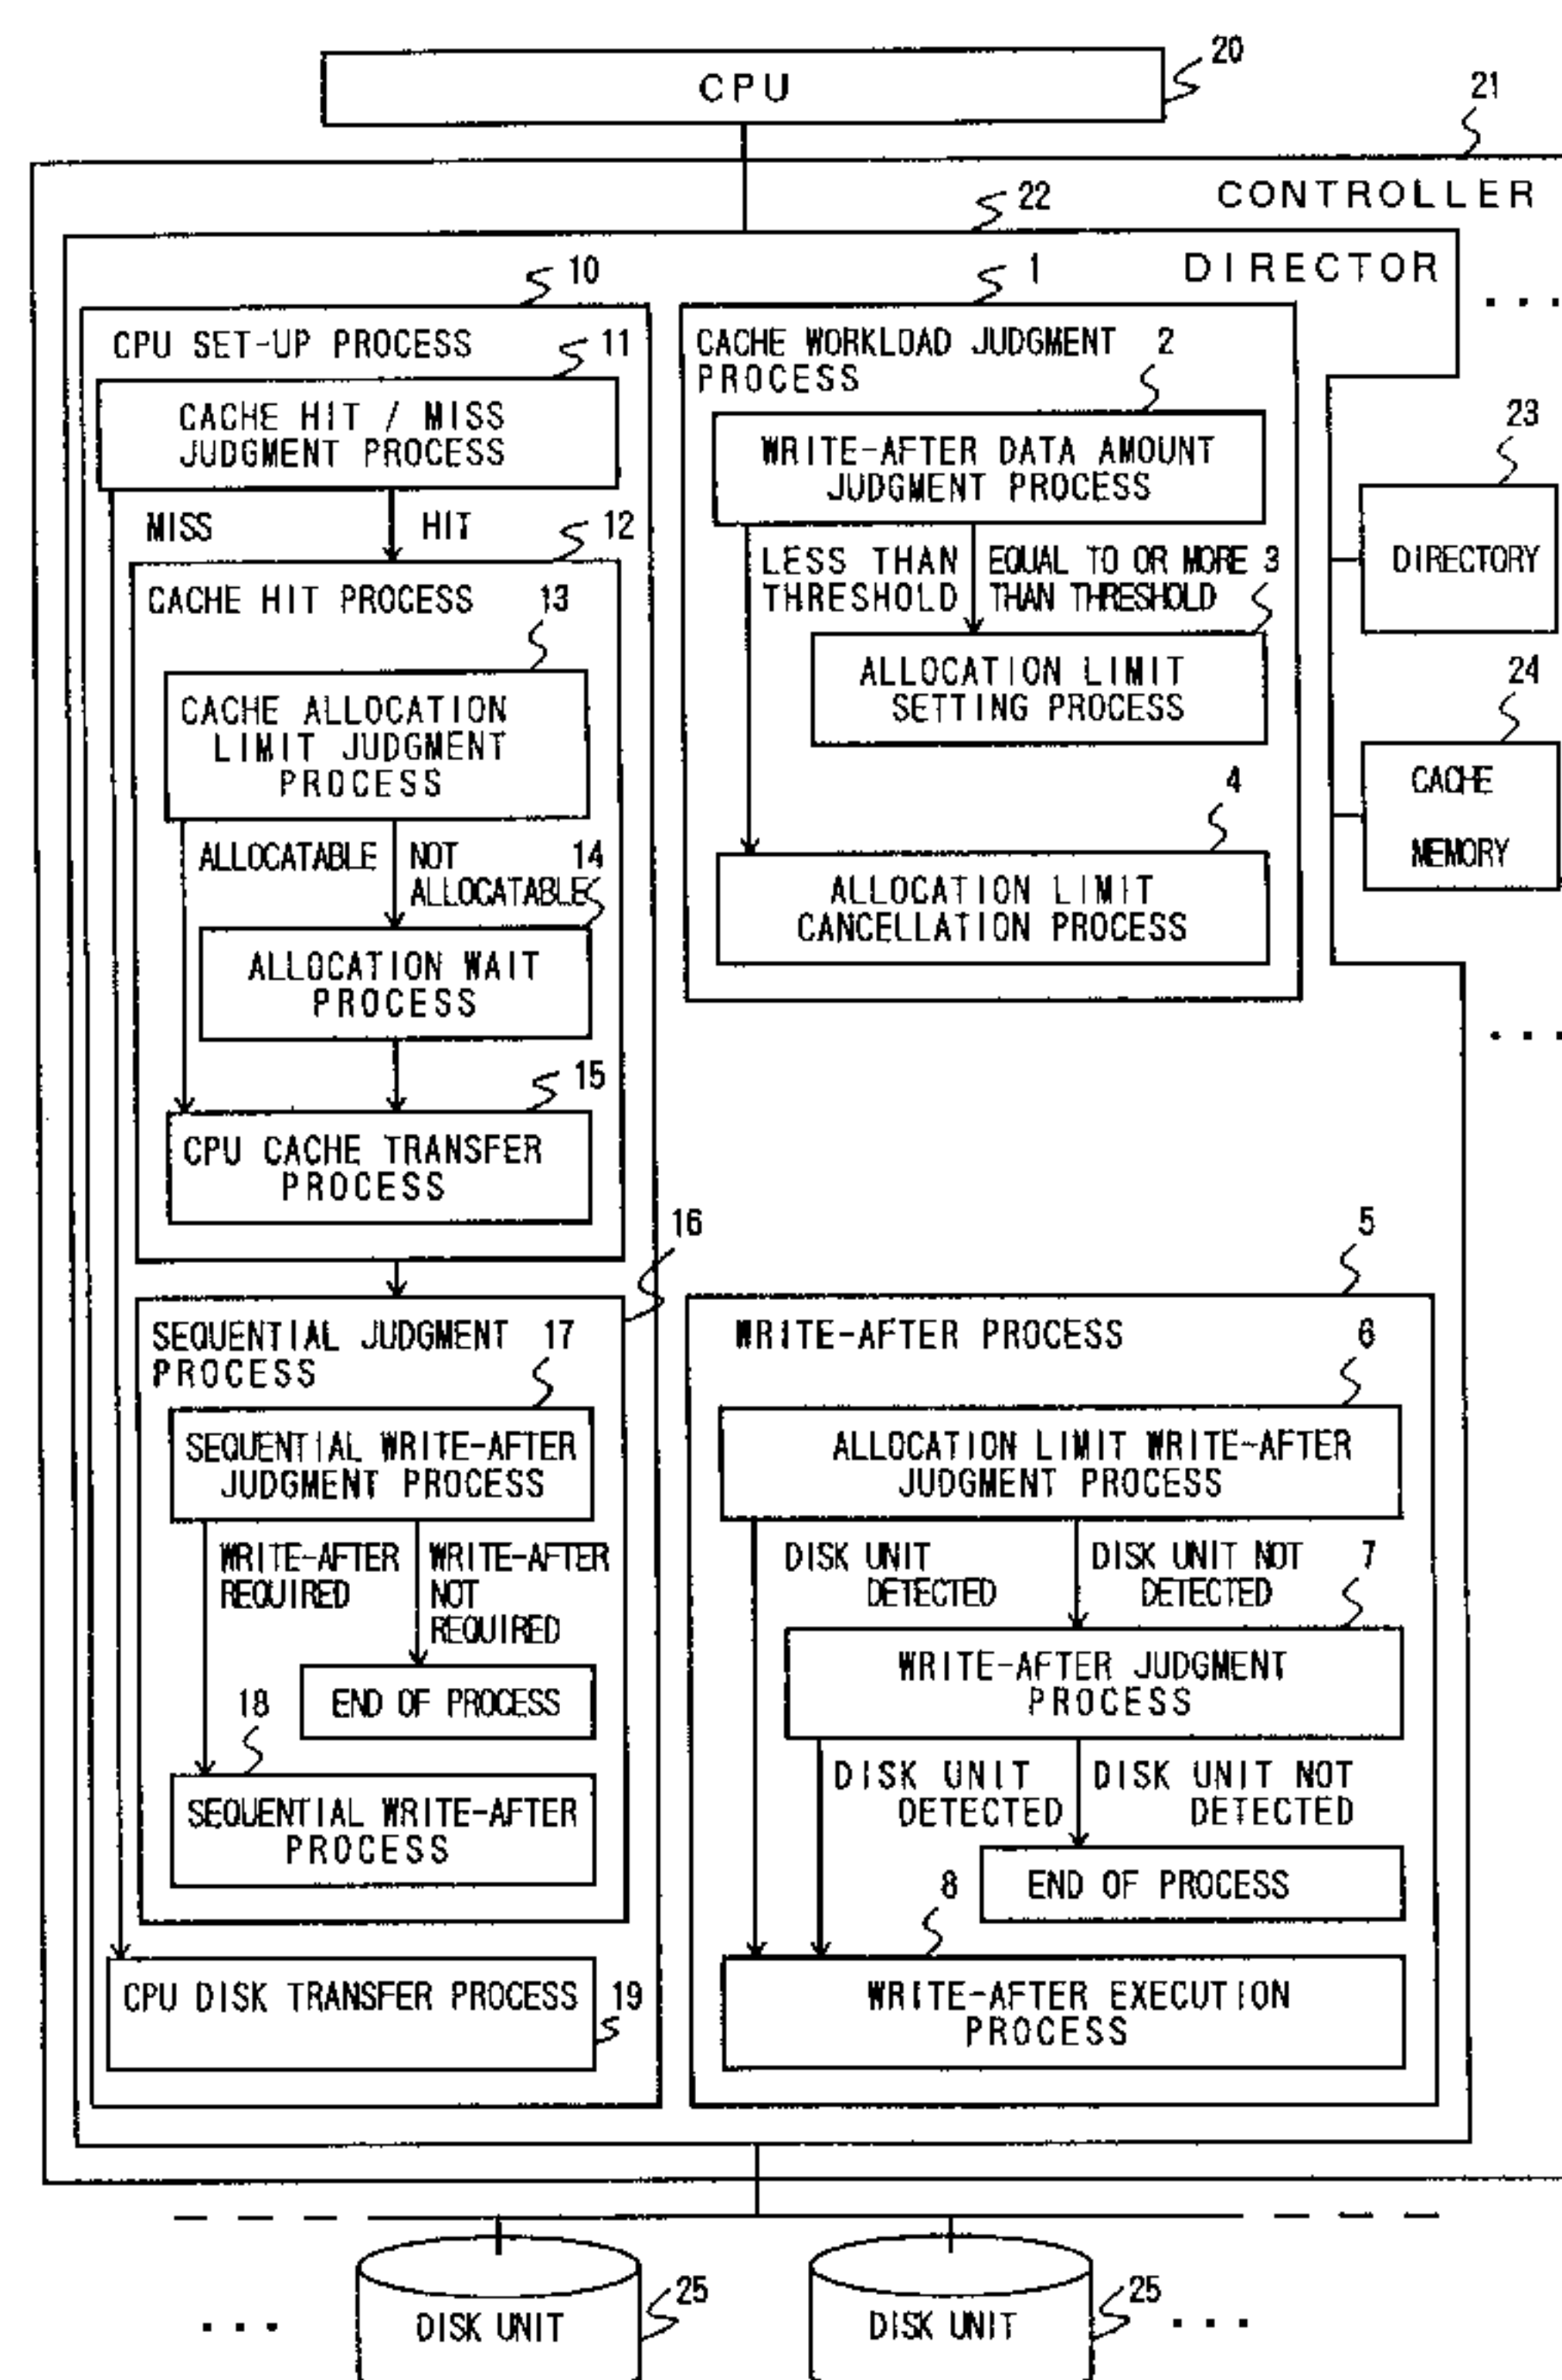 CPU
20
21
CONTROLLER
22
DIRECTOR
10
CPU SET-UP PROCESS
11
CACHE HIT / MISS
JUDGMENT PROCESS
MISS
HIT
12
CACHE HIT PROCESS
13
CACHE ALLOCATION
LIMIT JUDGMENT
PROCESS
ALLOCATABLE
NOT
ALLOCATABLE
14
ALLOCATION WAIT
PROCESS
15
CPU CACHE TRANSFER
PROCESS
16
SEQUENTIAL JUDGMENT
PROCESS
17
SEQUENTIAL WRITE-AFTER
JUDGMENT PROCESS
WRITE-AFTER
REQUIRED
WRITE-AFTER
NOT
REQUIRED
END OF PROCESS
18
SEQUENTIAL WRITE-AFTER
PROCESS
CPU DISK TRANSFER PROCESS
19
1
CACHE WORKLOAD JUDGMENT
PROCESS
2
WRITE-AFTER DATA AMOUNT
JUDGMENT PROCESS
LESS THAN
THRESHOLD
EQUAL TO OR MORE
THAN THRESHOLD
3
ALLOCATION LIMIT
SETTING PROCESS
4
ALLOCATION LIMIT
CANCELLATION PROCESS
5
WRITE-AFTER PROCESS
6
ALLOCATION LIMIT WRITE-AFTER
JUDGMENT PROCESS
DISK UNIT
DETECTED
DISK UNIT NOT
DETECTED
7
WRITE-AFTER JUDGMENT
PROCESS
DISK UNIT
DETECTED
DISK UNIT NOT
DETECTED
END OF PROCESS
8
WRITE-AFTER EXECUTION
PROCESS
. . .
23
DIRECTORY
24
CACHE
MEMORY
. . .
. . .
DISK UNIT
25
DISK UNIT
25
. . .